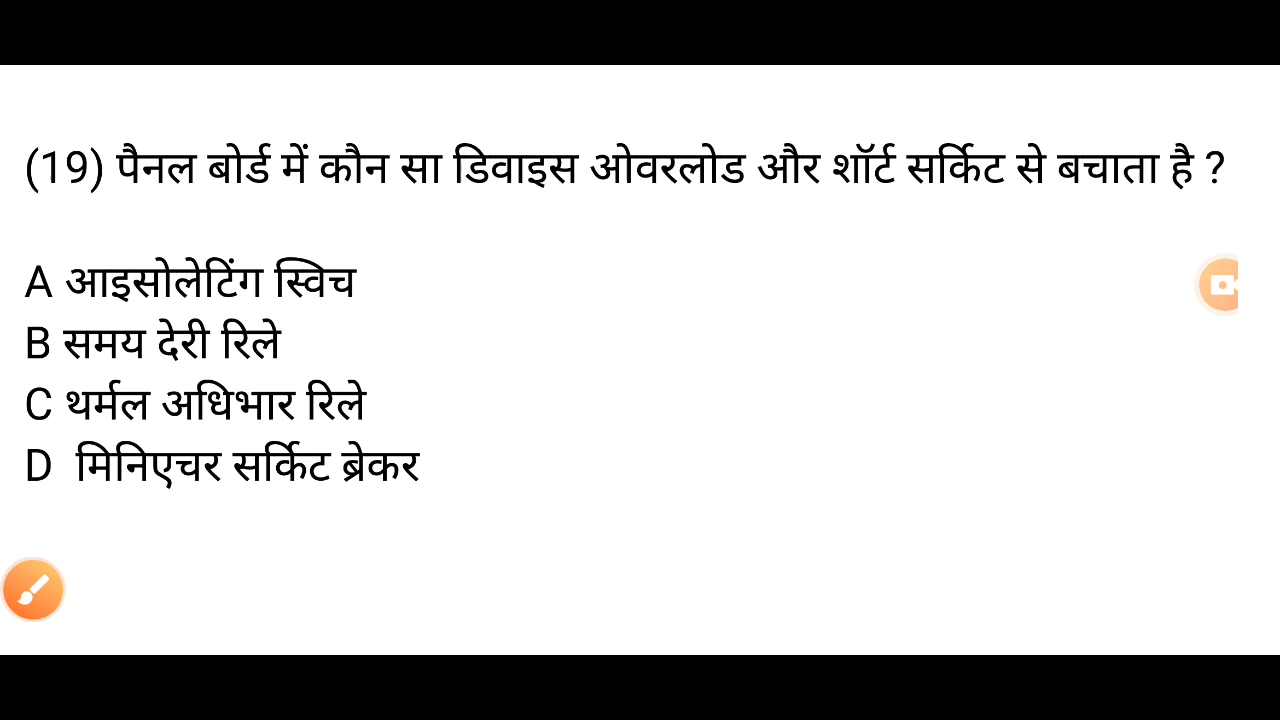 (19) पैनल बोर्ड में कौन सा डिवाइस ओवरलोड और शॉर्ट सर्किट से बचाता है ?
A आइसोलेटिंग स्विच
B समय देरी रिले
C थर्मल अधिभार रिले
D मिनिएचर सर्किट ब्रेकर